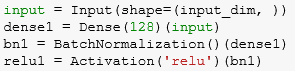 input = Input(shape=(input_dim, ))
dense1 = Dense(128)(input)
bn1 = BatchNormalization()(dense1)
relu1 = Activation('relu')(bn1)